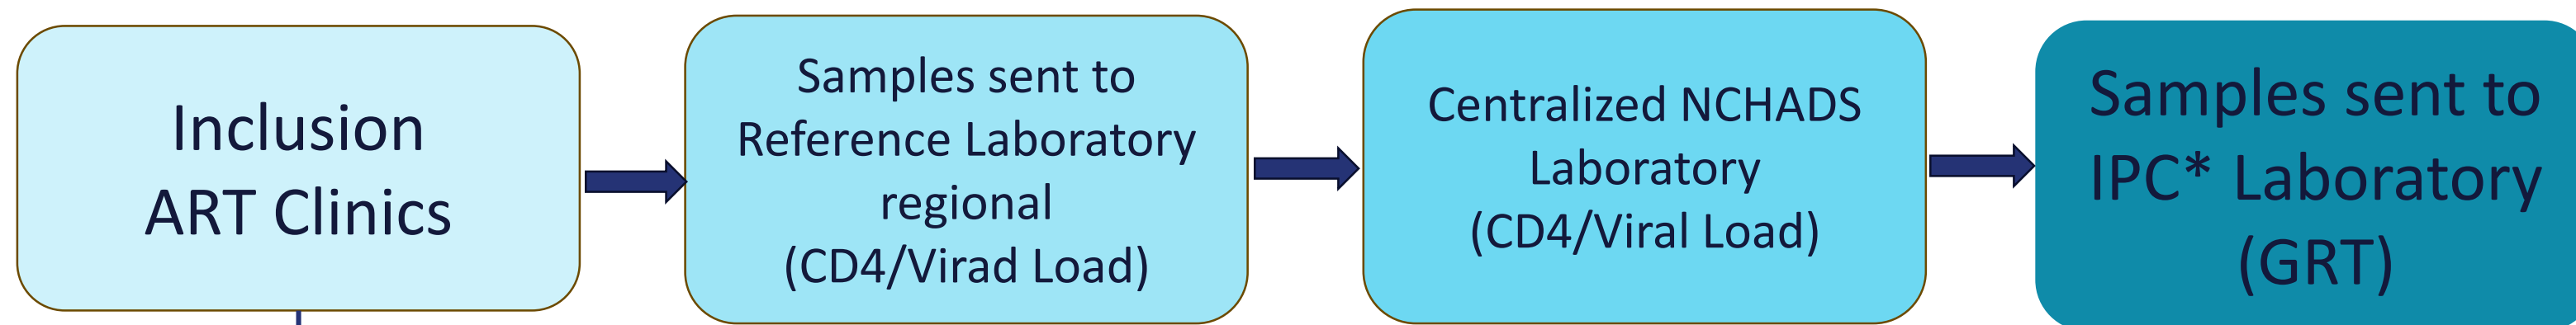 Inclusion
ART Clinics
Samples sent to
Reference Laboratory
regional
(CD4/Virad Load)
Centralized NCHADS
Laboratory
(CD4/Viral Load)
Samples sent to
IPC* Laboratory
(GRT)